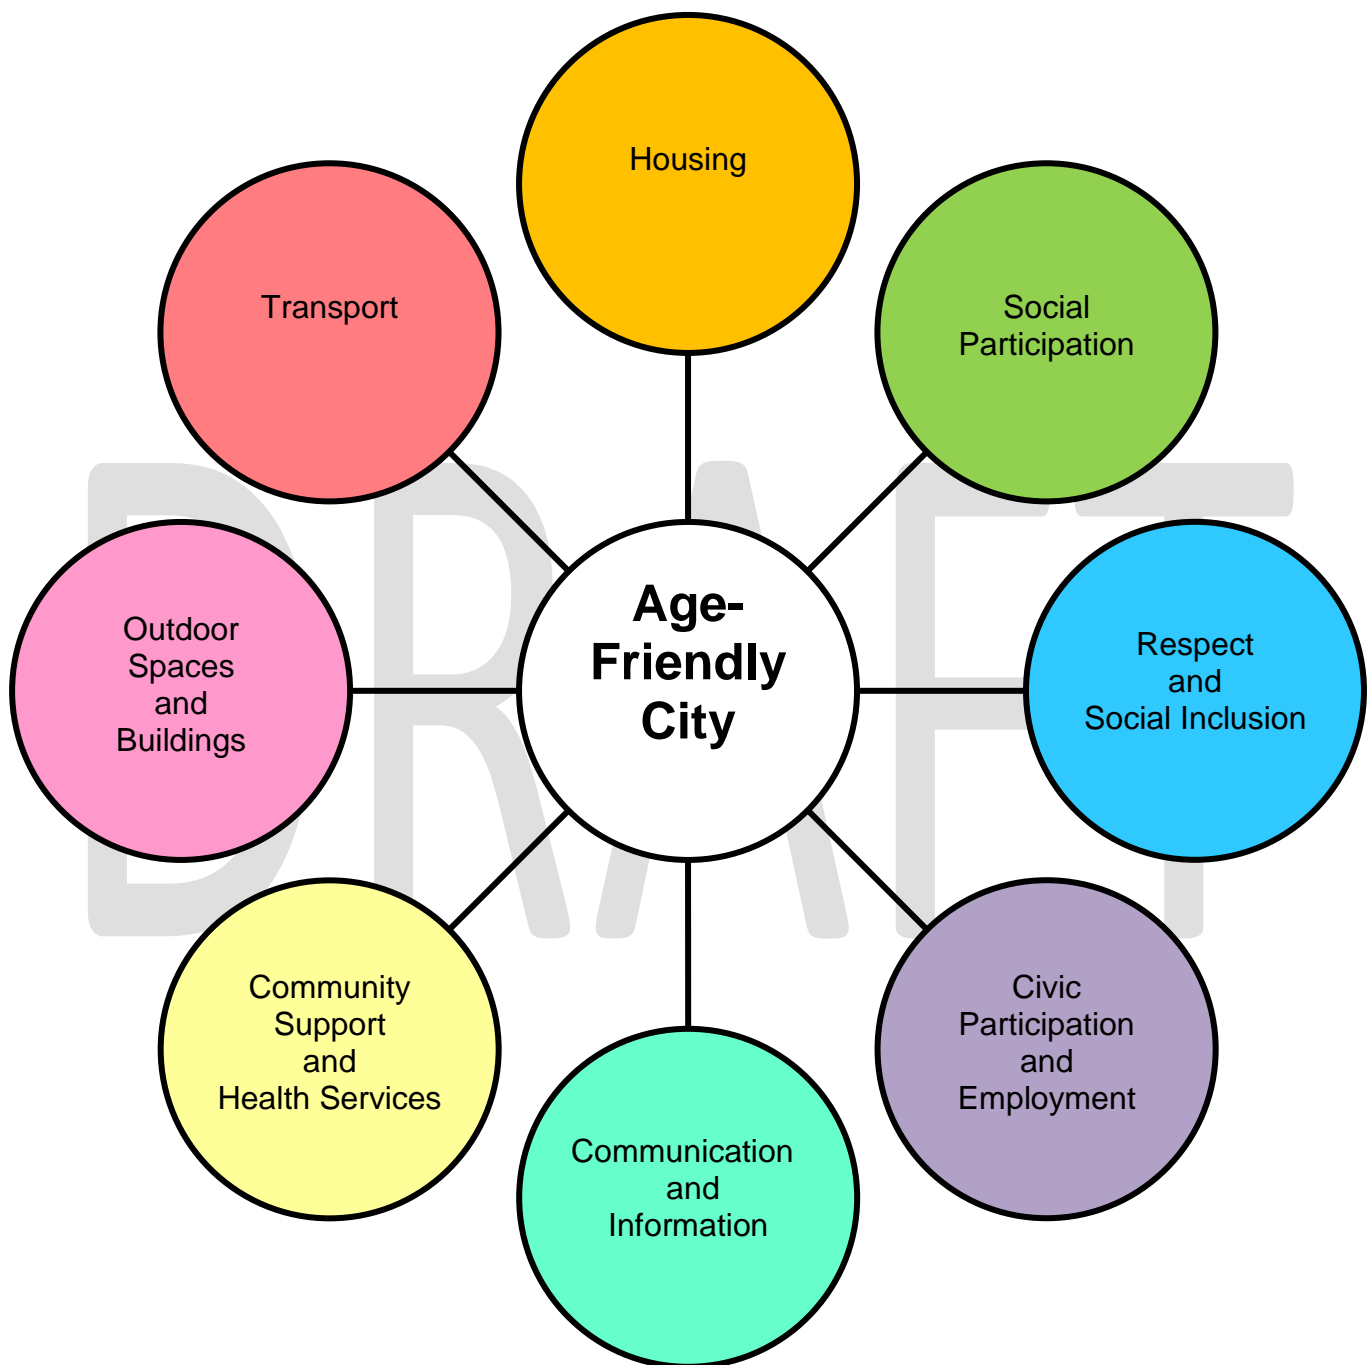 Housing
Transport
Social
Participation
Age-
Friendly
City
Outdoor
Spaces
and
Buildings
Respect
and
Social Inclusion
Community
Support
and
Health Services
Civic
Participation
and
Employment
Communication
and
Information
DRAFT